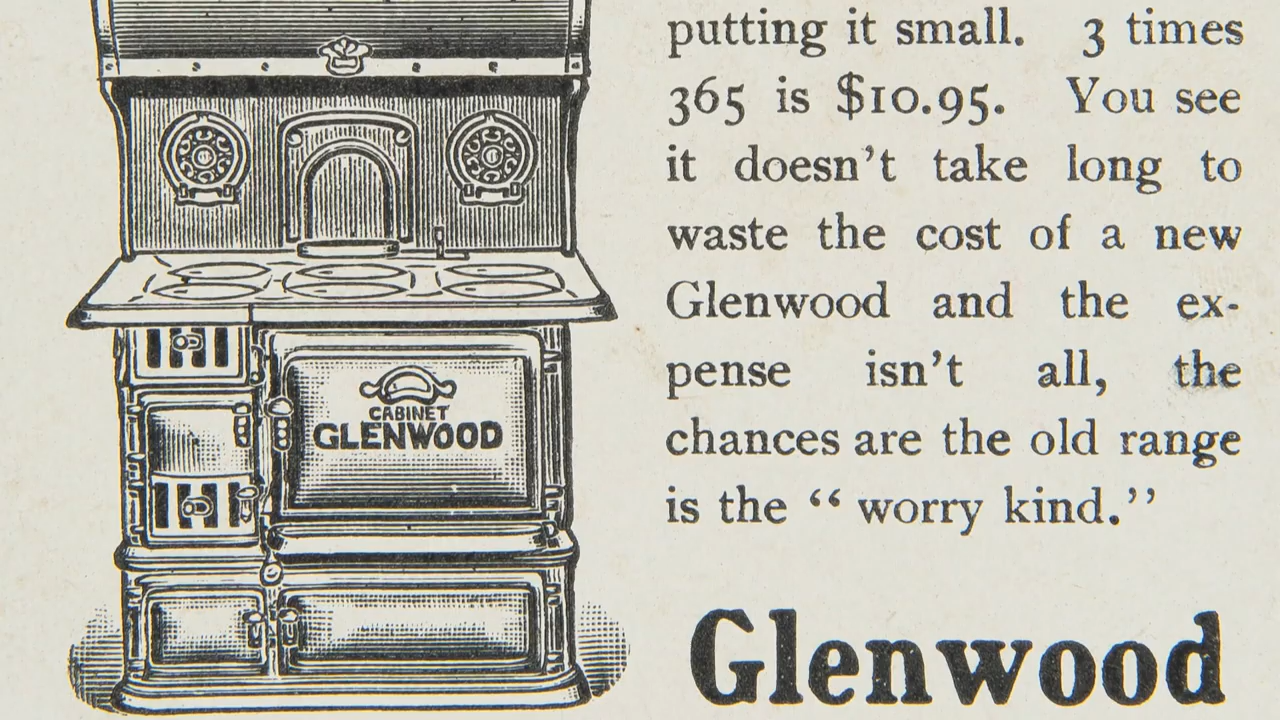 putting it small. 3 times
365 is $10.95. You see
it doesn't take long to
waste the cost of a new
Glenwood and the ex-
pense isn't all, the
chances are the old range
is the “ worry kind.”
CABINET
GLENWOOD
Glenwood